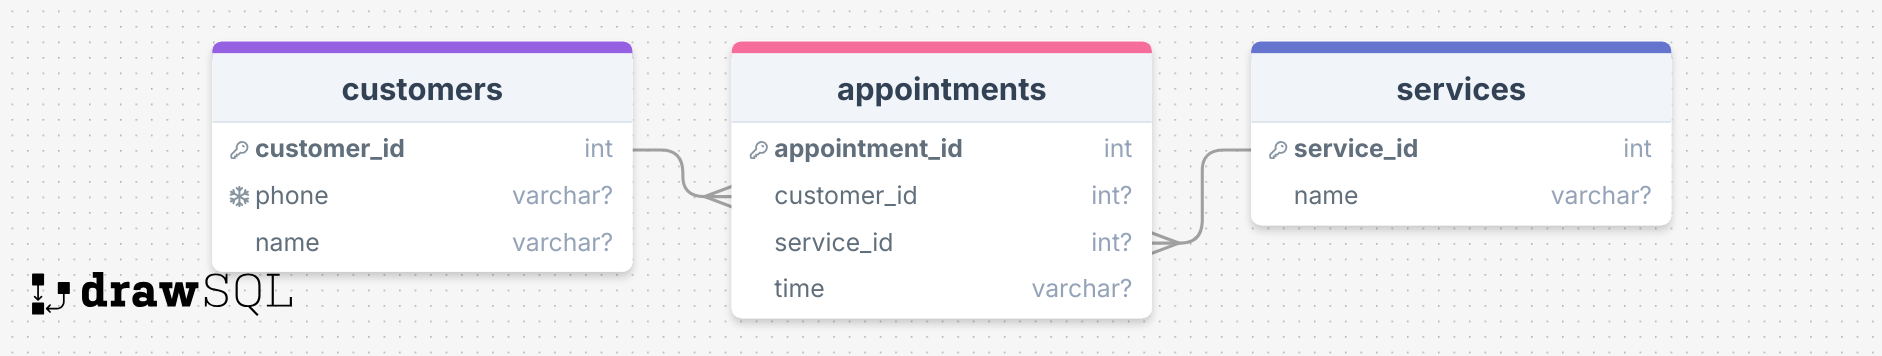 customers
customer_id int
phone varchar?
name varchar?
appointments
appointment_id int
customer_id int?
service_id int?
time varchar?
services
service_id int
name varchar?
drawSQL